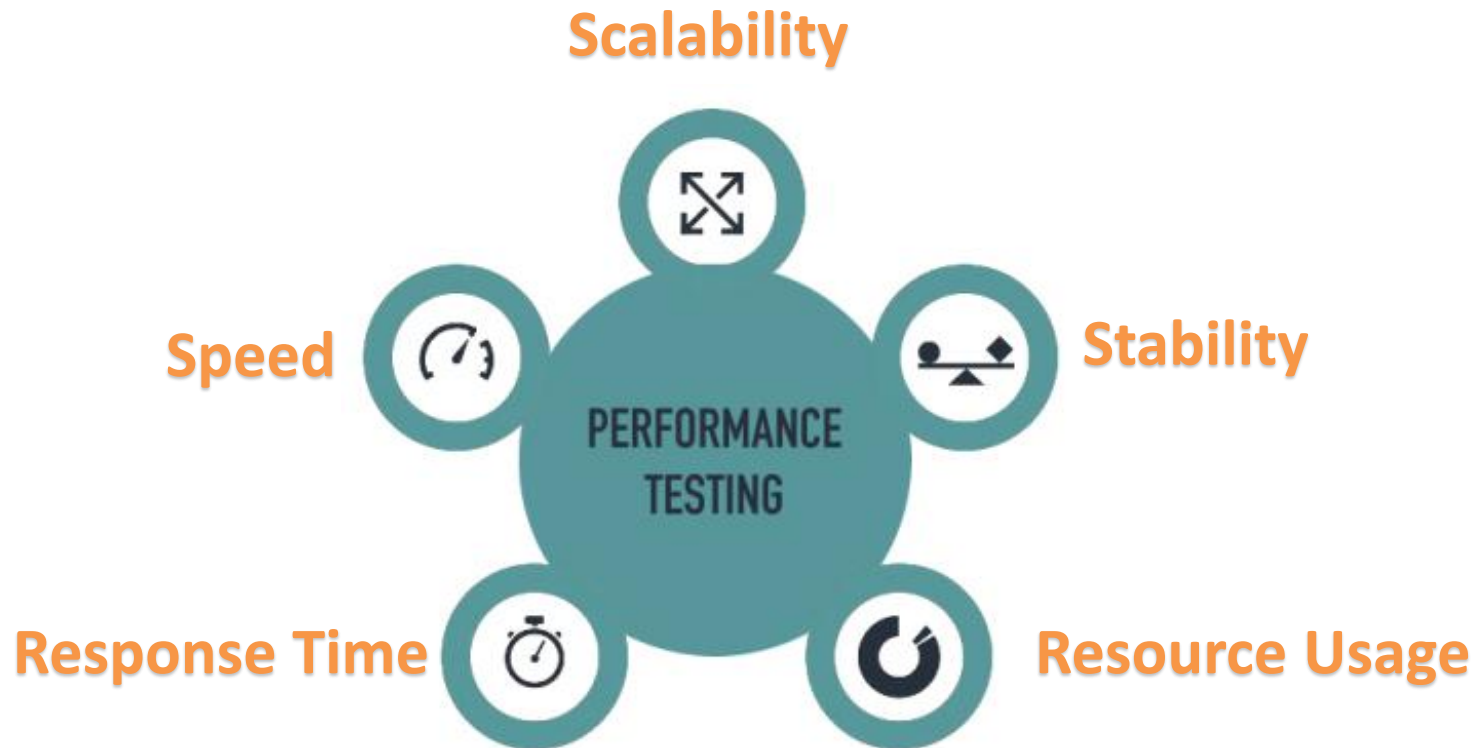 Scalability
Speed
Stability
PERFORMANCE
TESTING
Response Time
Resource Usage